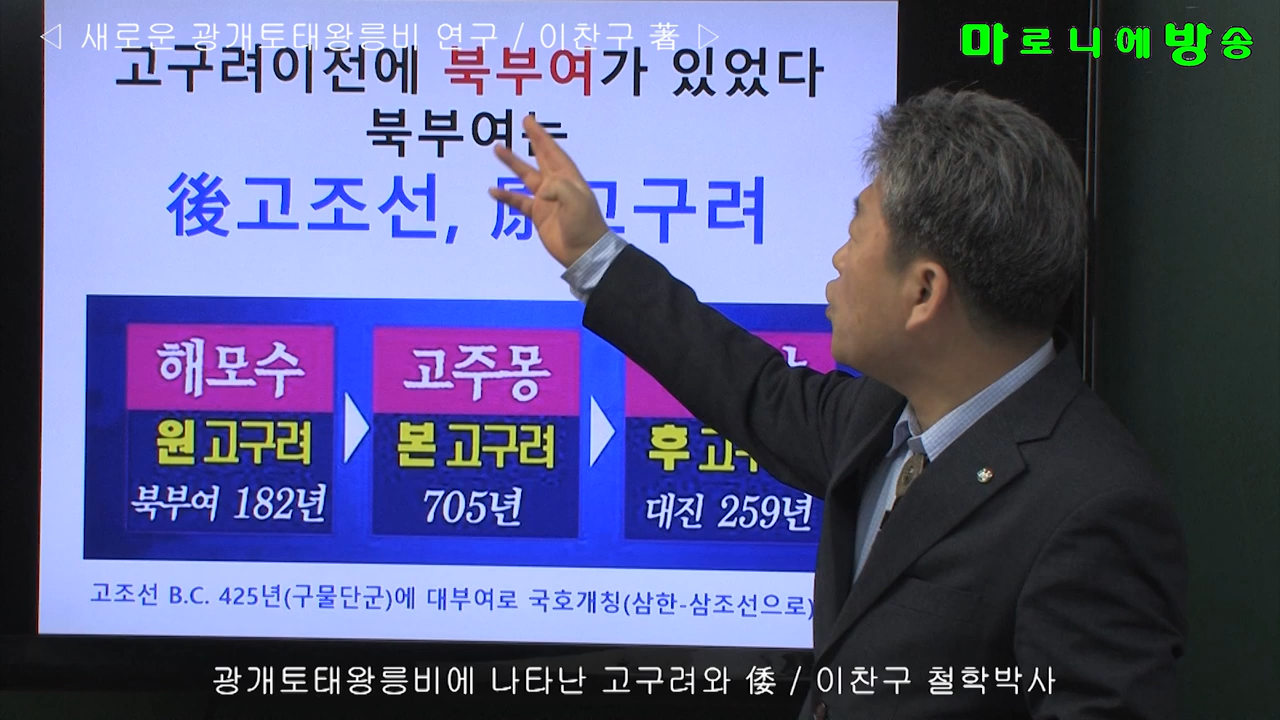 ◁ 새로운 광개토태왕릉비 연구 / 이찬구 著 ▷
마로니에방송
고구려이전에 북부여가 있었다
북부여는
後고조선, 原고구려
해모수
원고구려
북부여 182년
고주몽
본고구려
705년
후고구
대진 259년
고조선 B.C. 425년(구물단군)에 대부여로 국호개칭(삼한-삼조선으로)
광개토태왕릉비에 나타난 고구려와 倭 / 이찬구 철학박사